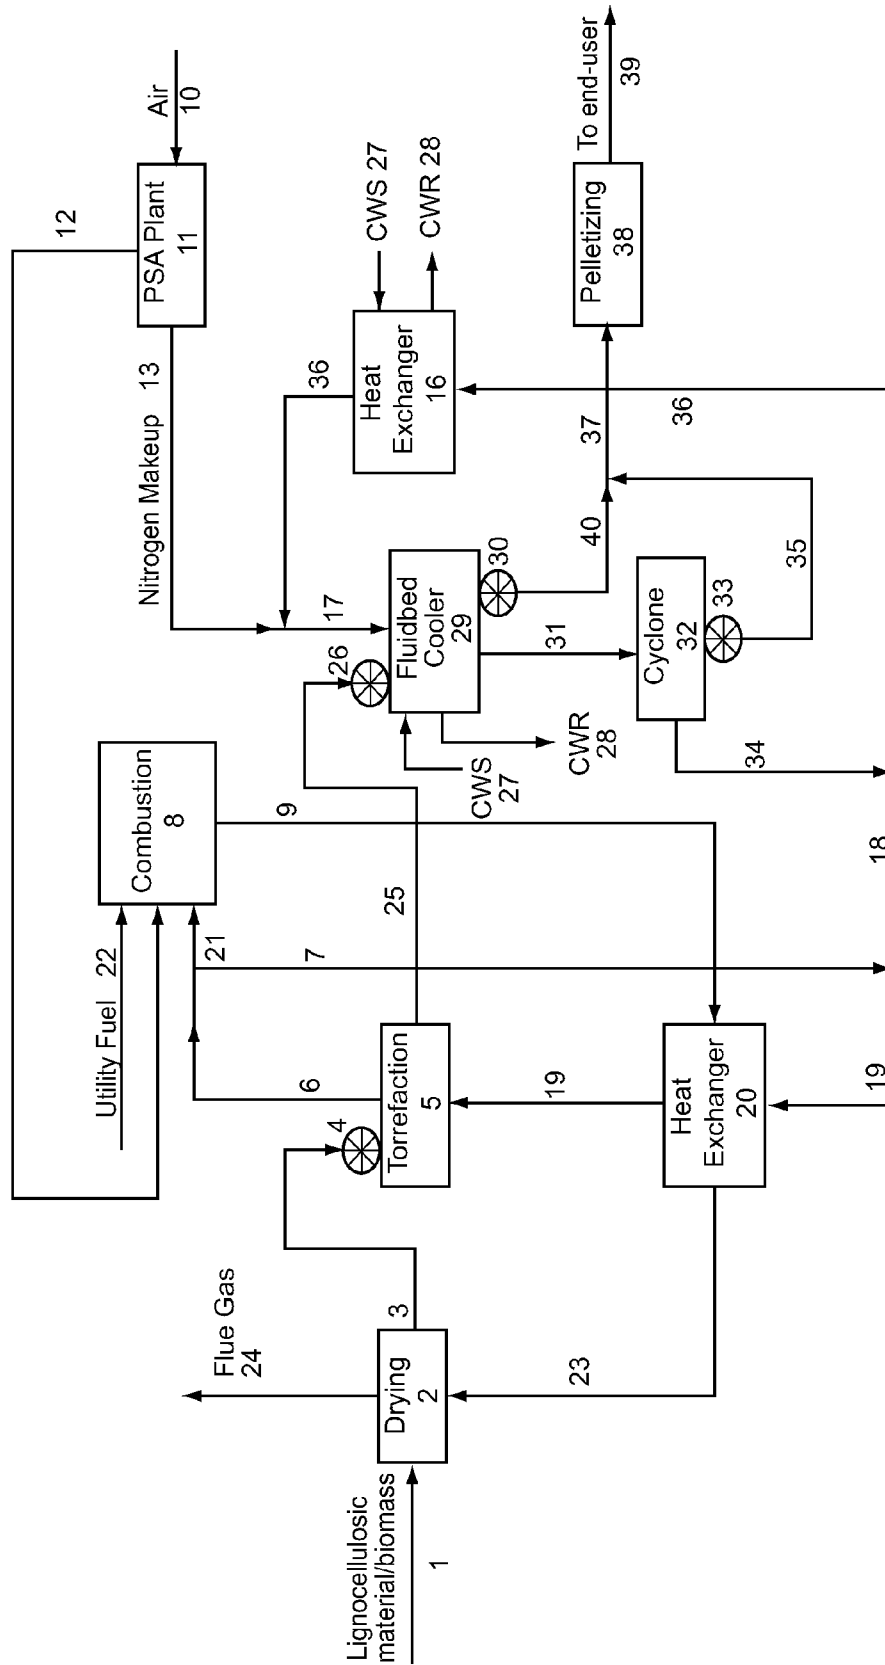 Lignocellulosic
material/biomass
1
Drying
2
Flue Gas
24
3
23
4
Torrefaction
5
6
19
Heat
Exchanger
20
19
7
21
Utility Fuel 22
Combustion
8
9
25
18
26
Fluidbed
Cooler
29
CWS
27
CWR
28
30
31
Cyclone
32
33
34
35
40
37
36
17
36
Heat
Exchanger
16
CWS 27
CWR 28
Nitrogen Makeup 13
PSA Plant
11
12
Air
10
Pelletizing
38
To end-user
39